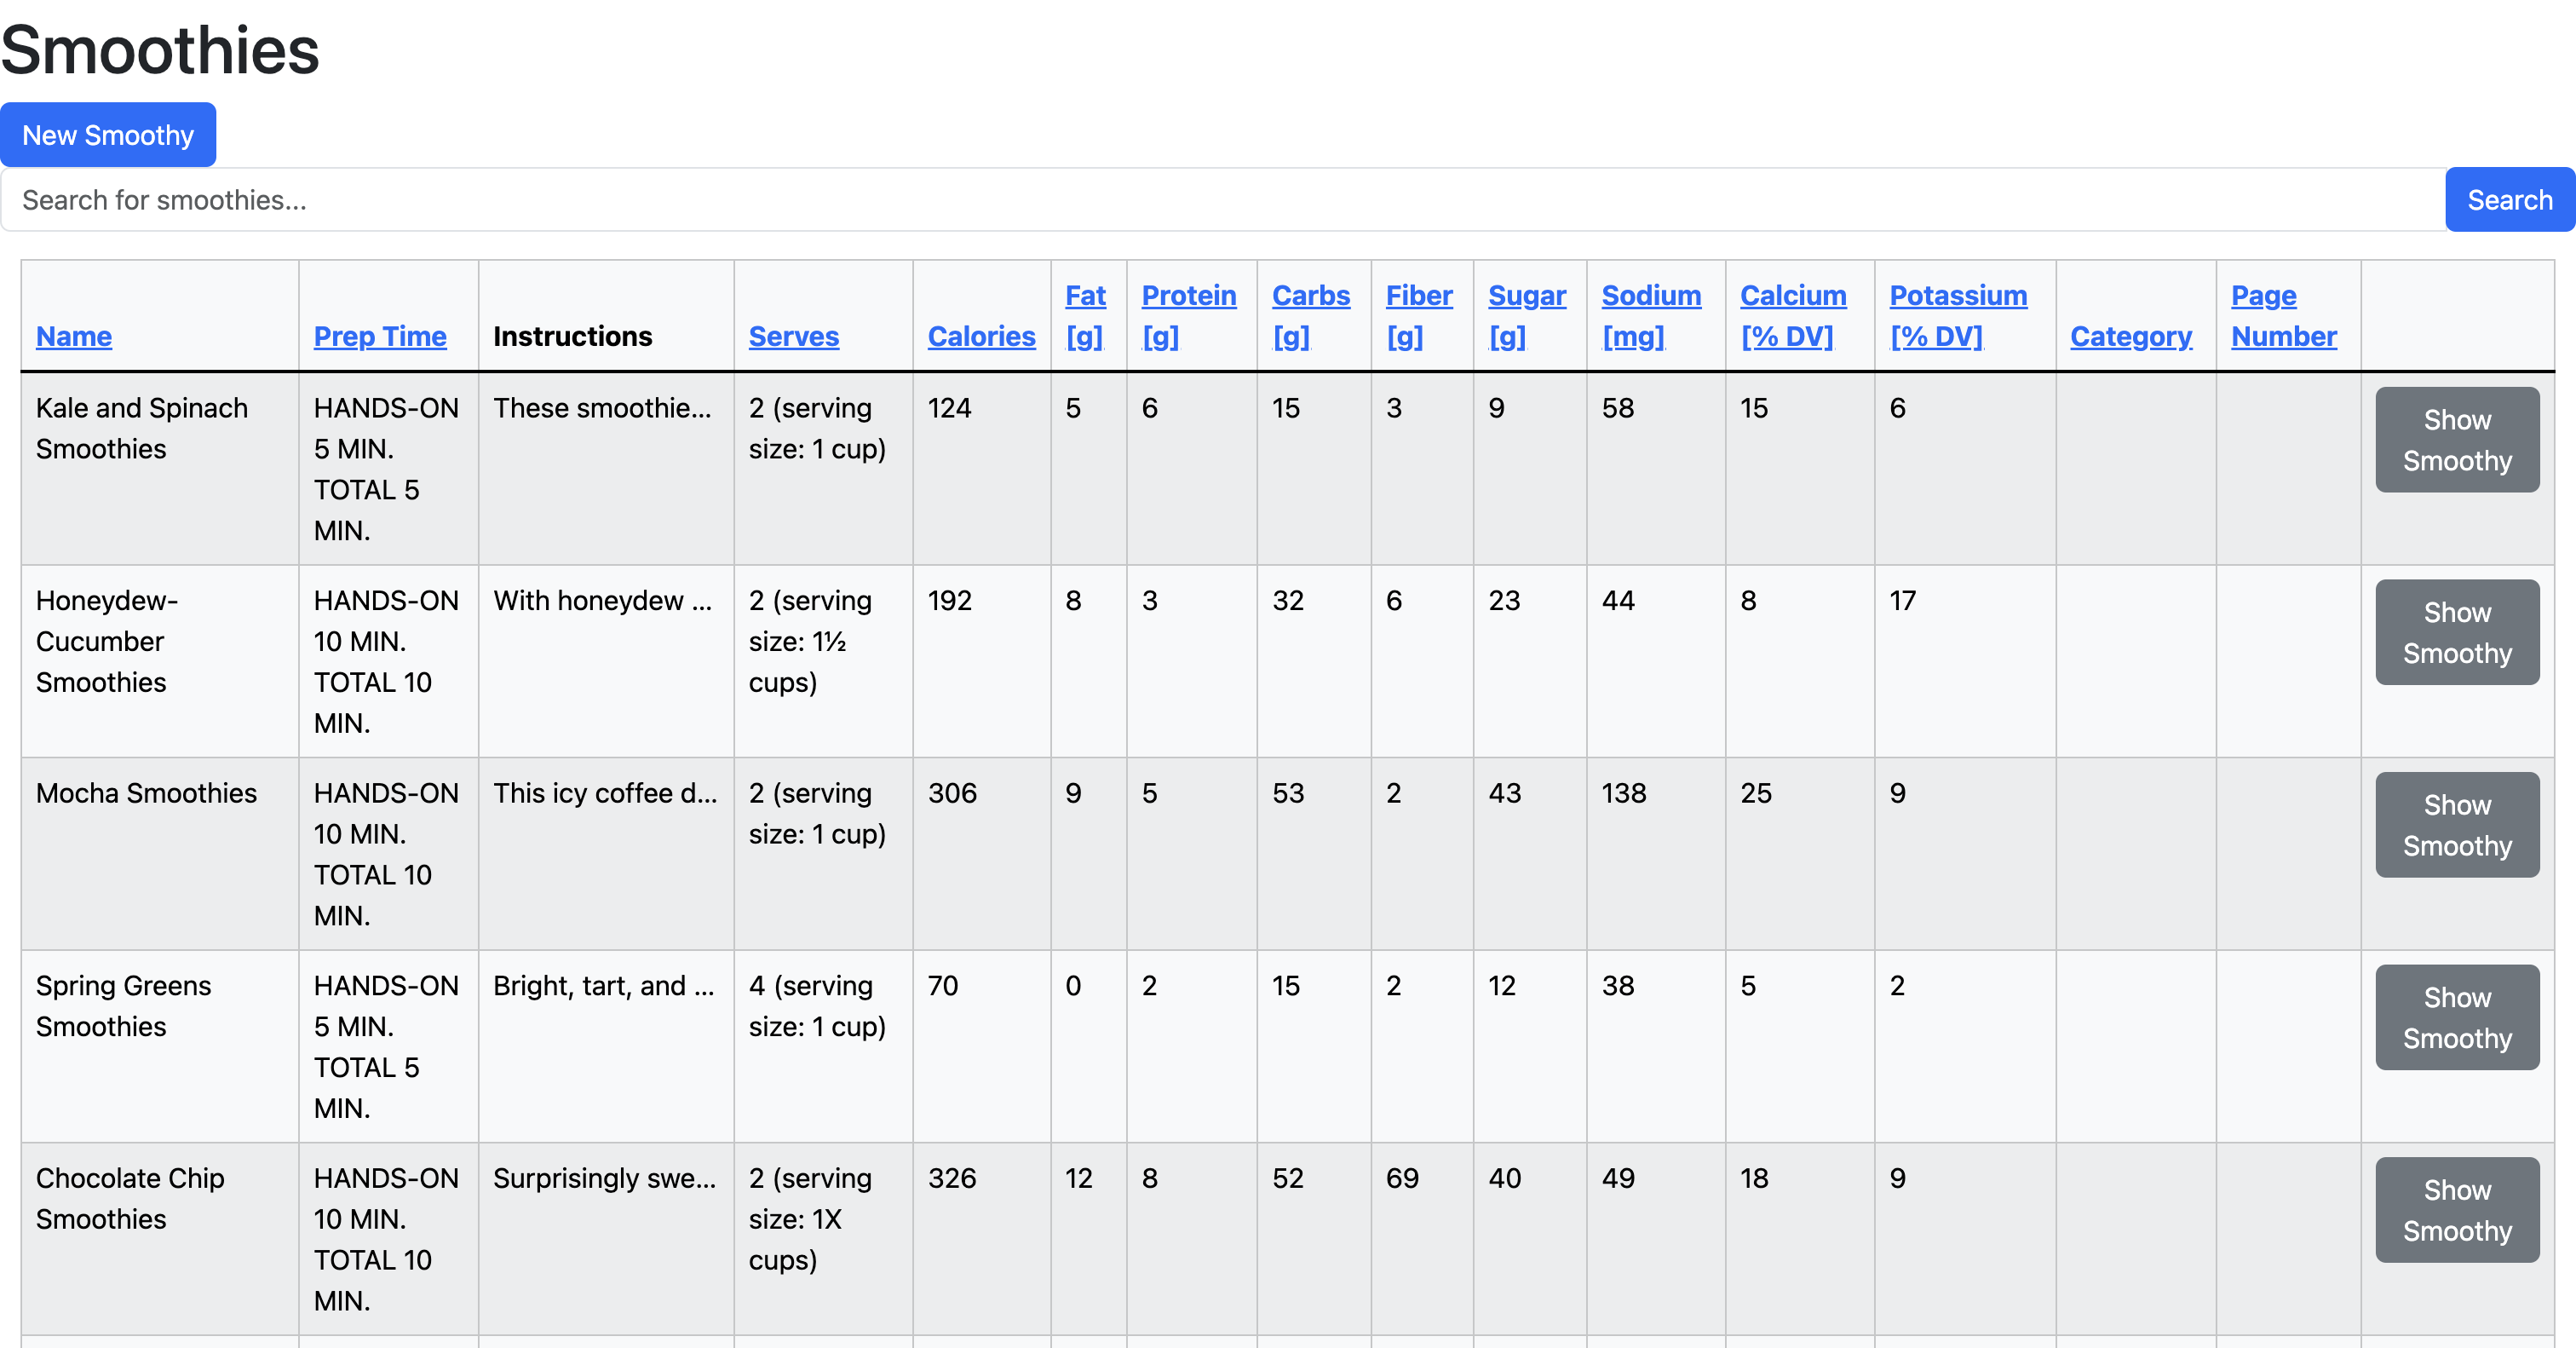 Smoothies
New Smoothy
Search for smoothies...
Search
Name
Prep Time
Instructions
Serves
Calories
Fat
[g]
Protein
[g]
Carbs
[g]
Fiber
[g]
Sugar
[g]
Sodium
[mg]
Calcium
[% DV]
Potassium
[% DV]
Category
Page
Number
Kale and Spinach
Smoothies
HANDS-ON
5 MIN.
TOTAL 5
MIN.
These smoothie...
2 (serving
size: 1 cup)
124
5
6
15
3
9
58
15
6
Show
Smoothy
Honeydew-
Cucumber
Smoothies
HANDS-ON
10 MIN.
TOTAL 10
MIN.
With honeydew ...
2 (serving
size: 1½
cups)
192
8
3
32
6
23
44
8
17
Show
Smoothy
Mocha Smoothies
HANDS-ON
10 MIN.
TOTAL 10
MIN.
This icy coffee d...
2 (serving
size: 1 cup)
306
9
5
53
2
43
138
25
9
Show
Smoothy
Spring Greens
Smoothies
HANDS-ON
5 MIN.
TOTAL 5
MIN.
Bright, tart, and ...
4 (serving
size: 1 cup)
70
0
2
15
2
12
38
5
2
Show
Smoothy
Chocolate Chip
Smoothies
HANDS-ON
10 MIN.
TOTAL 10
MIN.
Surprisingly swe...
2 (serving
size: 1X
cups)
326
12
8
52
69
40
49
18
9
Show
Smoothy